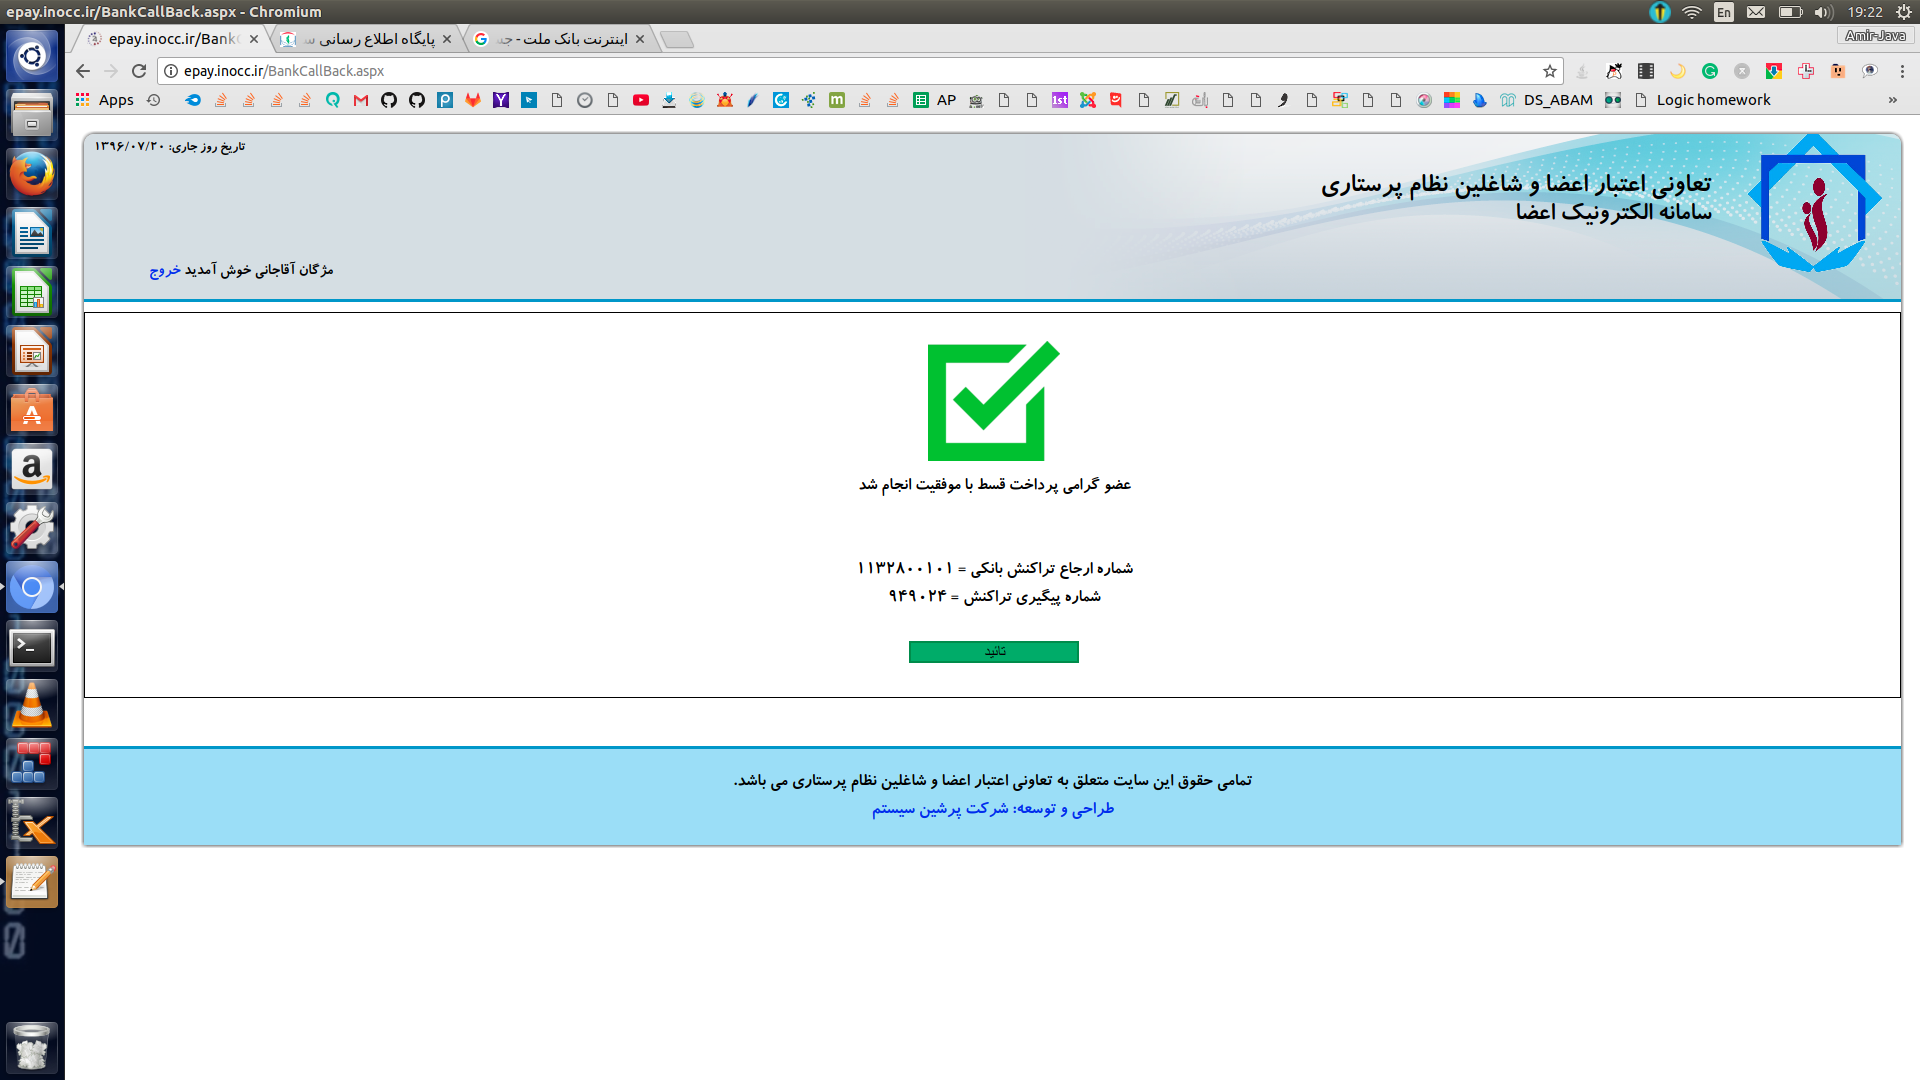 epay.inocc.ir/BankCallBack.aspx - Chromium
En
19:22
epay.inocc.ir/Bank
پایگاه اطلاع رسانی
اینترنت بانک ملت - جـ
Amir-Java
epay.inocc.ir/BankCallBack.aspx
Apps
AP
1st
DS_ABAM
Logic homework
»
تاریخ روز جاری: ۱۳۹۶/۰۷/۲۰
تعاونی اعتبار اعضا و شاغلین نظام پرستاری
سامانه الکترونیک اعضا
مژگان آقاجانی خوش آمدید خروج
عضو گرامی پرداخت قسط با موفقیت انجام شد
شماره ارجاع تراکنش بانکی = ۱۱۳۲۸۰۰۱۰۱
شماره پیگیری تراکنش = ۹۴۹۰۲۴
تائید
تمامی حقوق این سایت متعلق به تعاونی اعتبار اعضا و شاغلین نظام پرستاری می باشد.
طراحی و توسعه: شرکت پرشین سیستم